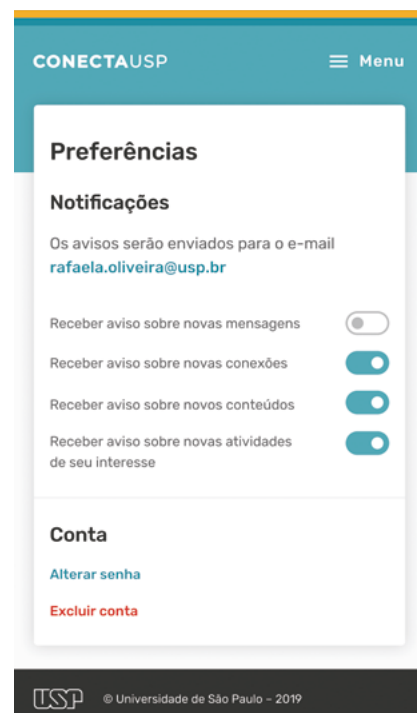 CONECTAUSP
Menu
Preferências
Notificações
Os avisos serão enviados para o e-mail
rafaela.oliveira@usp.br
Receber aviso sobre novas mensagens
Receber aviso sobre novas conexões
Receber aviso sobre novos conteúdos
Receber aviso sobre novas atividades
de seu interesse
Conta
Alterar senha
Excluir conta
USP © Universidade de São Paulo – 2019